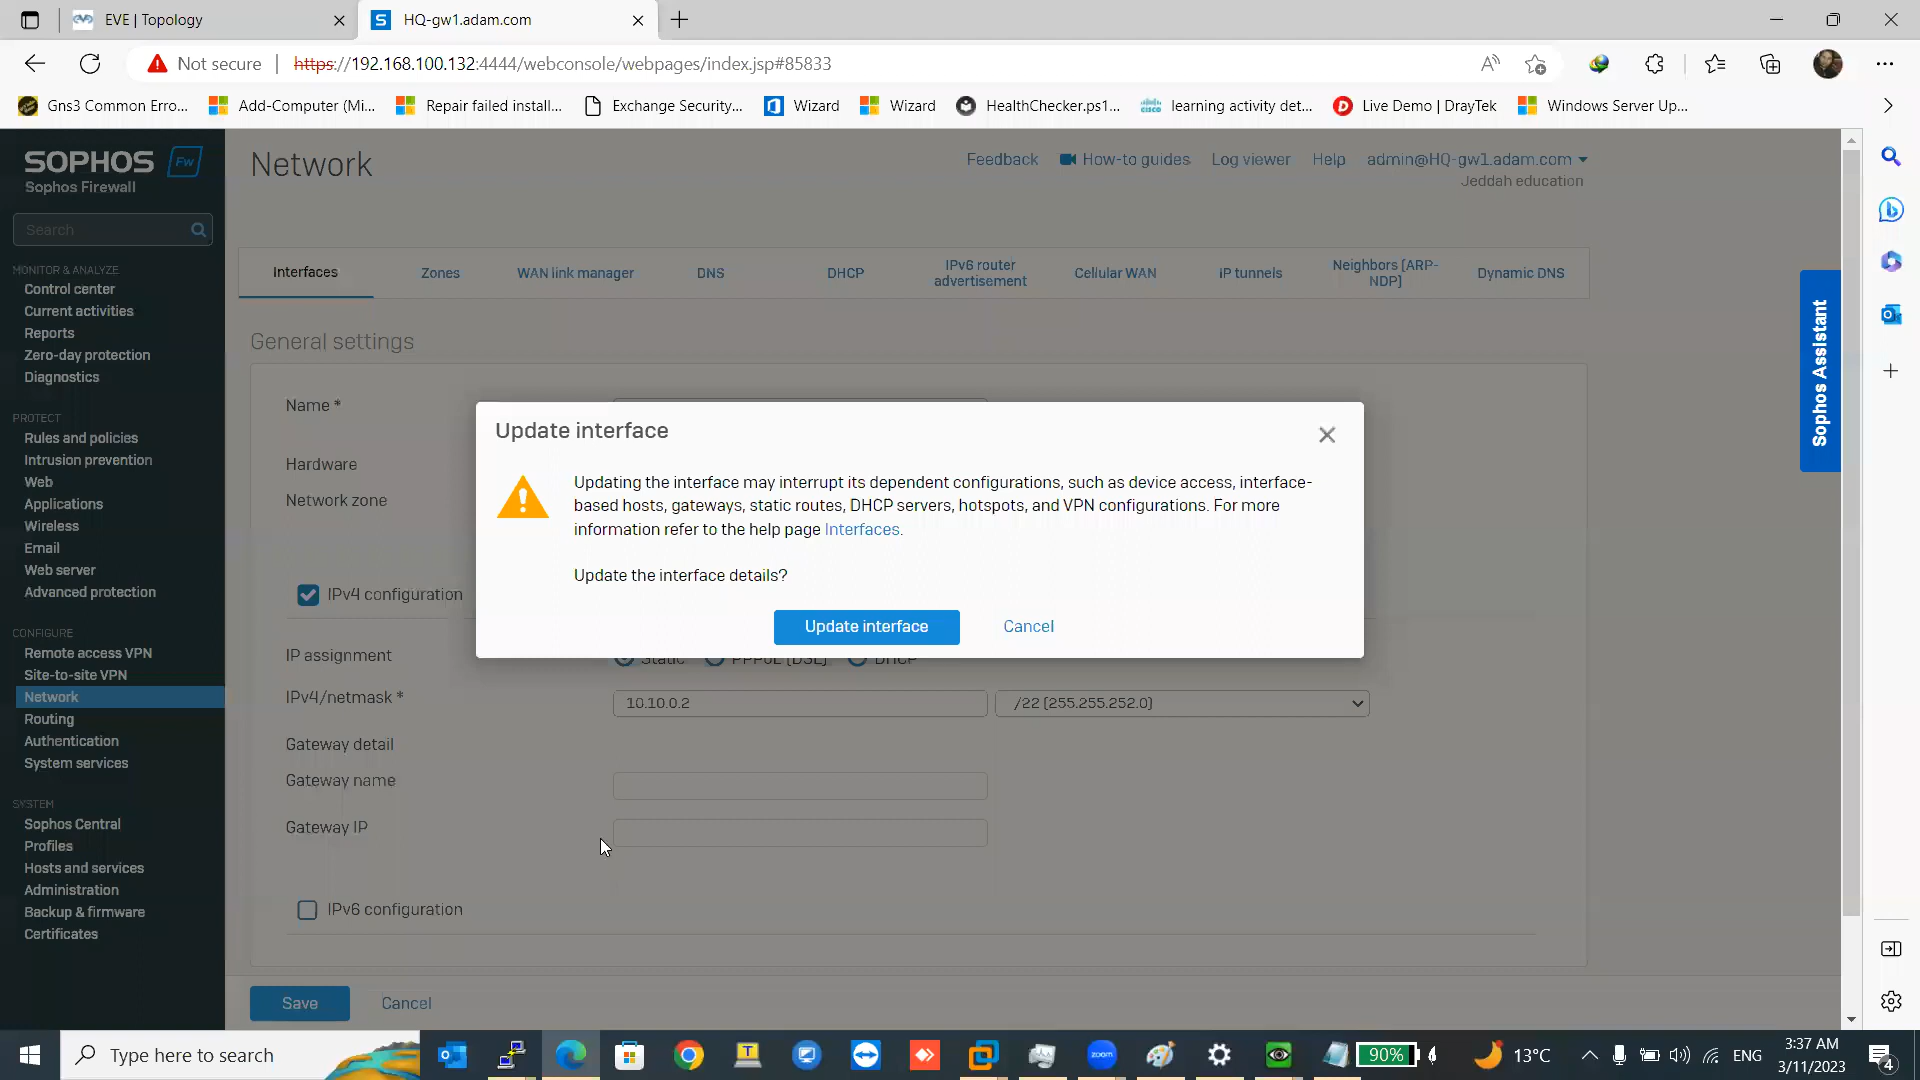 EVE | Topology
HQ-gw1.adam.com
Not secure
https://192.168.100.132:4444/webconsole/webpages/index.jsp#85833
Gns3 Common Erro...
Add-Computer (Mi...
Repair failed install...
Exchange Security...
Wizard
Wizard
HealthChecker.ps1...
learning activity det...
Live Demo | DrayTek
Windows Server Up...
SOPHOS Fw
Sophos Firewall
Search
MONITOR & ANALYZE
Control center
Current activities
Reports
Zero-day protection
Diagnostics
PROTECT
Rules and policies
Intrusion prevention
Web
Applications
Wireless
Email
Web server
Advanced protection
CONFIGURE
Remote access VPN
Site-to-site VPN
Network
Routing
Authentication
System services
SYSTEM
Sophos Central
Profiles
Hosts and services
Administration
Backup & firmware
Certificates
Network
Feedback
How-to guides
Log viewer
Help
admin@HQ-gw1.adam.com
Jeddah education
Interfaces
Zones
WAN link manager
DNS
DHCP
IPv6 router
advertisement
Cellular WAN
IP tunnels
Neighbors [ARP-
NDP]
Dynamic DNS
General settings
Name *
Hardware
Network zone
IPv4 configuration
Update interface
Updating the interface may interrupt its dependent configurations, such as device access, interface-
based hosts, gateways, static routes, DHCP servers, hotspots, and VPN configurations. For more
information refer to the help page Interfaces.
Update the interface details?
Update interface
Cancel
IP assignment
Static
PPPoE [DSL]
DHCP
IPv4/netmask *
10.10.0.2
/22 [255.255.252.0]
Gateway detail
Gateway name
Gateway IP
IPv6 configuration
Save
Cancel
Sophos Assistant
Type here to search
zoom
90%
13°C
ENG
3:37 AM
3/11/2023
4